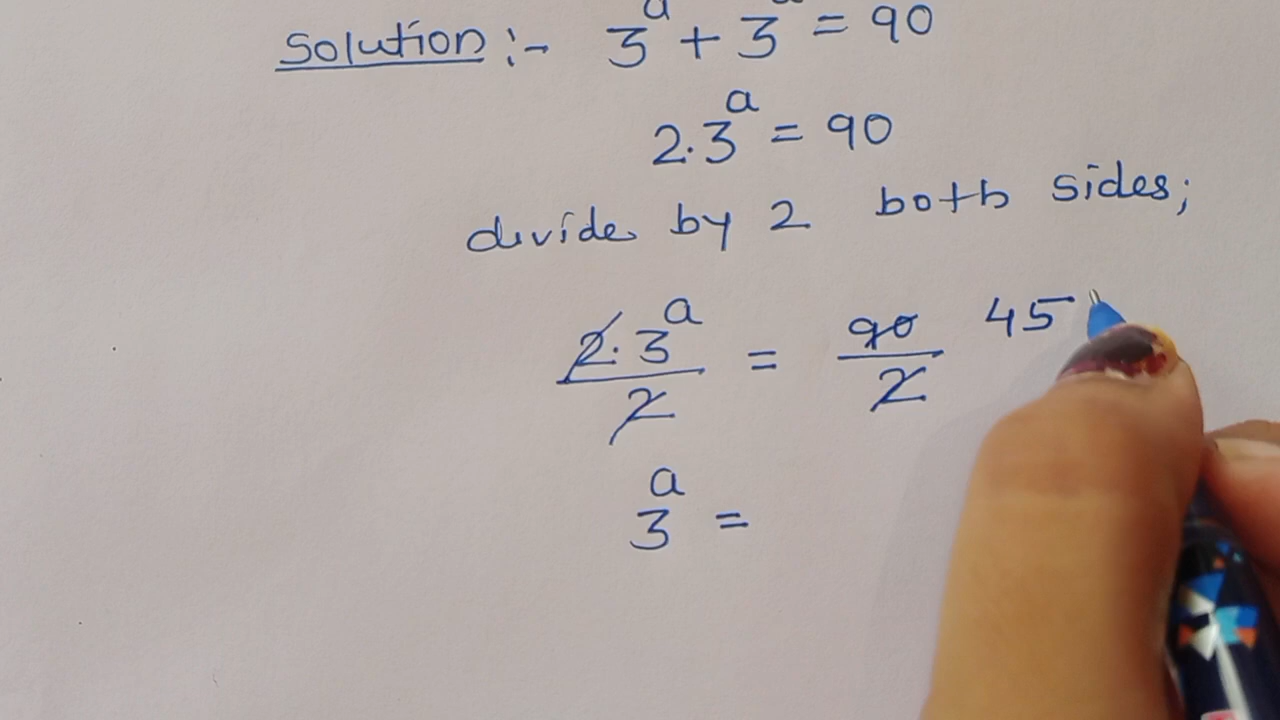 Solution :- 3^a + 3^a = 90
2.3^a = 90
divide by 2 both sides;
2.3^a/2 = 90/2 45
3^a =